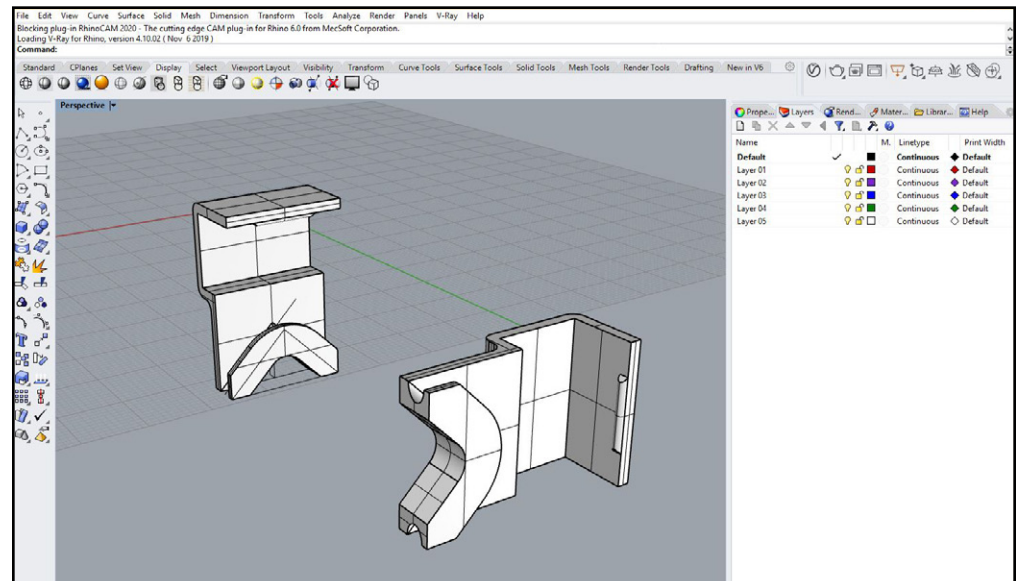 File Edit View Curve Surface Solid Mesh Dimension Transform Tools Analyze Render Panels V-Ray Help
Blocking plug-in RhinoCAM 2020 - The cutting edge CAM plug-in for Rhino 6.0 from MecSoft Corporation.
Loading V-Ray for Rhino, version 4.10.02 ( Nov 6 2019 )
Command:
Standard CPlanes Set View Display Select Viewport Layout Visibility Transform Curve Tools Surface Tools Solid Tools Mesh Tools Render Tools Drafting New in V6
Perspective
Prope... Layers Rend... Mater... Librar... Help
Name M. Linetype Print Width
Default Continuous Default
Layer 01 Continuous Default
Layer 02 Continuous Default
Layer 03 Continuous Default
Layer 04 Continuous Default
Layer 05 Continuous Default